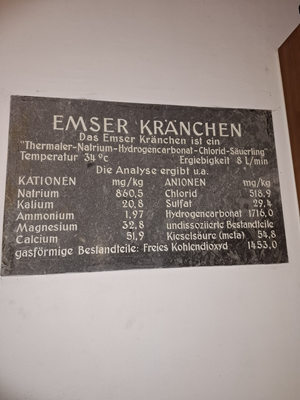 EMSER KRÄNCHEN
Das Emser Kränchen ist ein
"Thermaler-Natrium-Hydrogencarbonat-Chlorid-Säuerling"
Temperatur 34 °C Ergiebigkeit 8 L/min
Die Analyse ergibt u.a.
KATIONEN mg/kg ANIONEN mg/kg
Natrium 860,5 Chlorid 518,9
Kalium 20,8 Sulfat 29,4
Ammonium 1,97 Hydrogencarbonat 1716,0
Magnesium 32,8 undissoziierte Bestandteile
Calcium 51,9 Kieselsäure (meta) 54,8
gasförmige Bestandteile: Freies Kohlendioxyd 1453,0